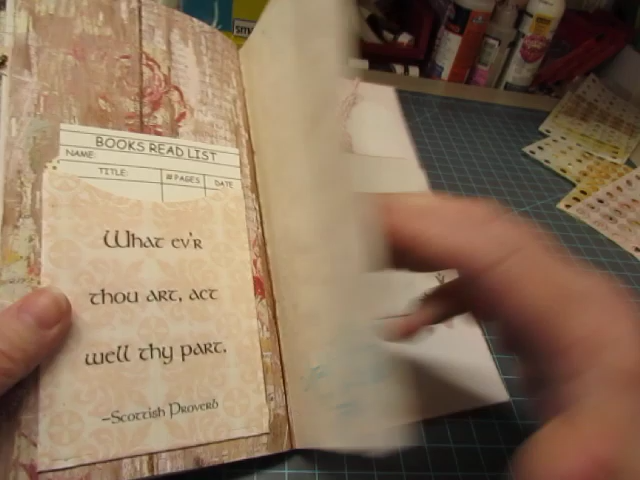 BOOKS READ LIST
NAME:
TITLE: # PAGES DATE
What ev'r
thou art, act
well thy part.
-Scottish Proverb